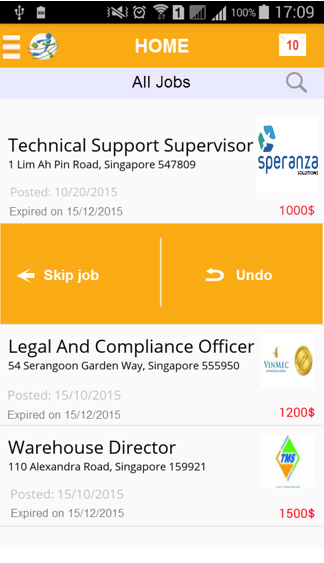 1 100% 17:09
HOME
10
All Jobs
Technical Support Supervisor
1 Lim Ah Pin Road, Singapore 547809
speranza
SOLUTIONS
Posted: 10/20/2015
Expired on 15/12/2015
1000$
Skip job
Undo
Legal And Compliance Officer
54 Serangoon Garden Way, Singapore 555950
VINMEC
Posted: 15/10/2015
Expired on 15/12/2015
1200$
Warehouse Director
110 Alexandra Road, Singapore 159921
TMS
Posted: 15/10/2015
Expired on 15/12/2015
1500$